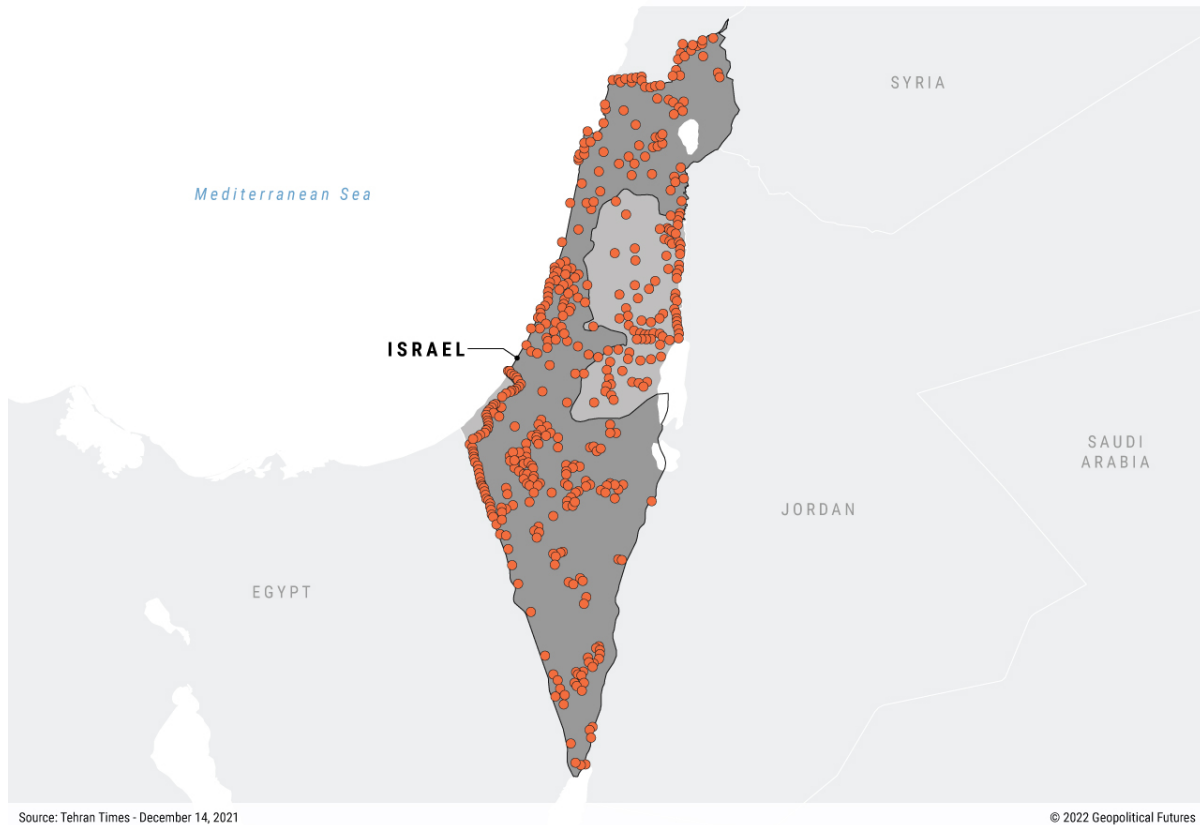 SYRIA
Mediterranean Sea
ISRAEL
SAUDI
ARABIA
JORDAN
EGYPT
Source: Tehran Times - December 14, 2021
© 2022 Geopolitical Futures